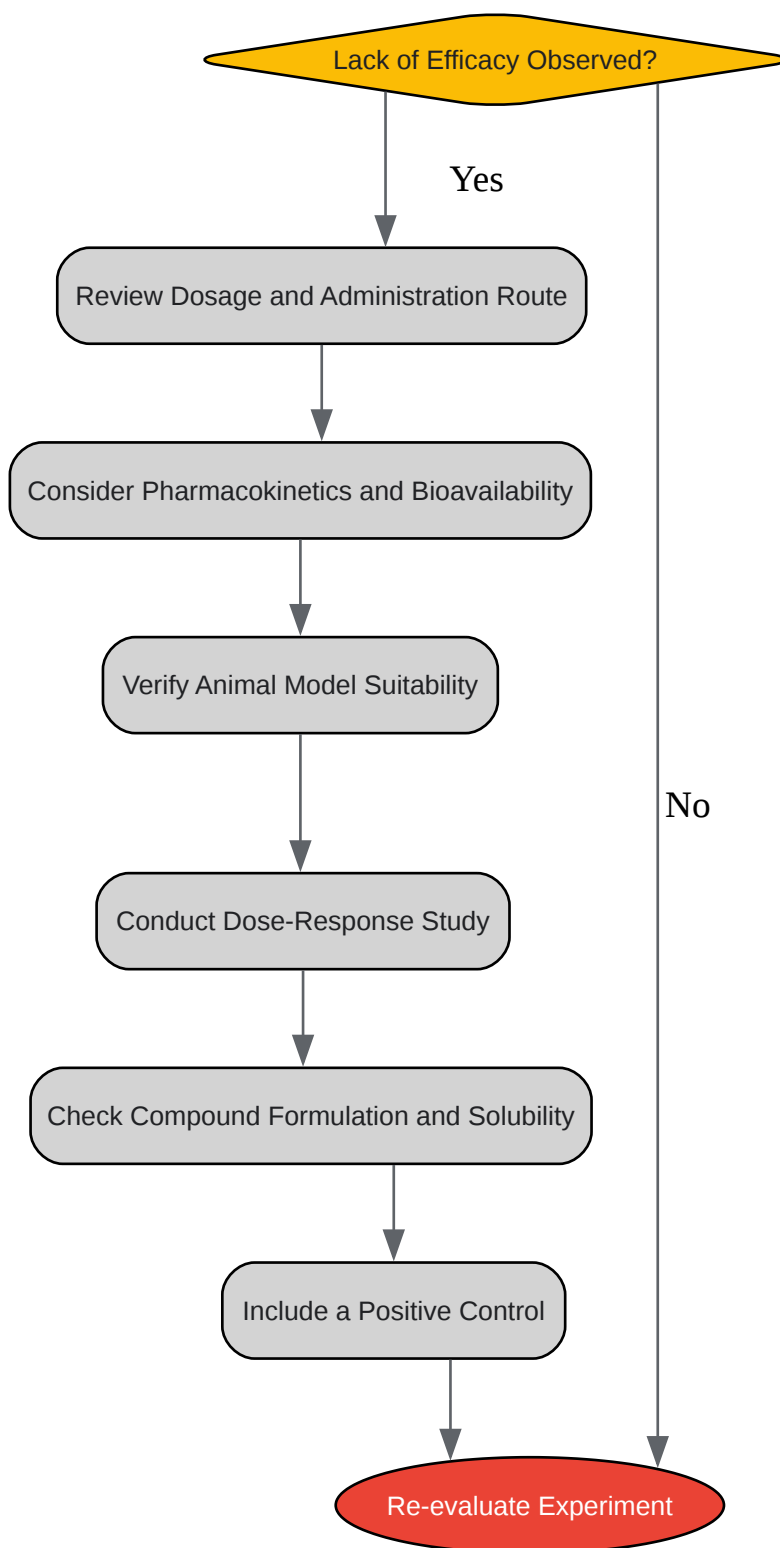 Lack of Efficacy Observed?
Yes
Review Dosage and Administration Route
Consider Pharmacokinetics and Bioavailability
Verify Animal Model Suitability
No
Conduct Dose-Response Study
Check Compound Formulation and Solubility
Include a Positive Control
Re-evaluate Experiment